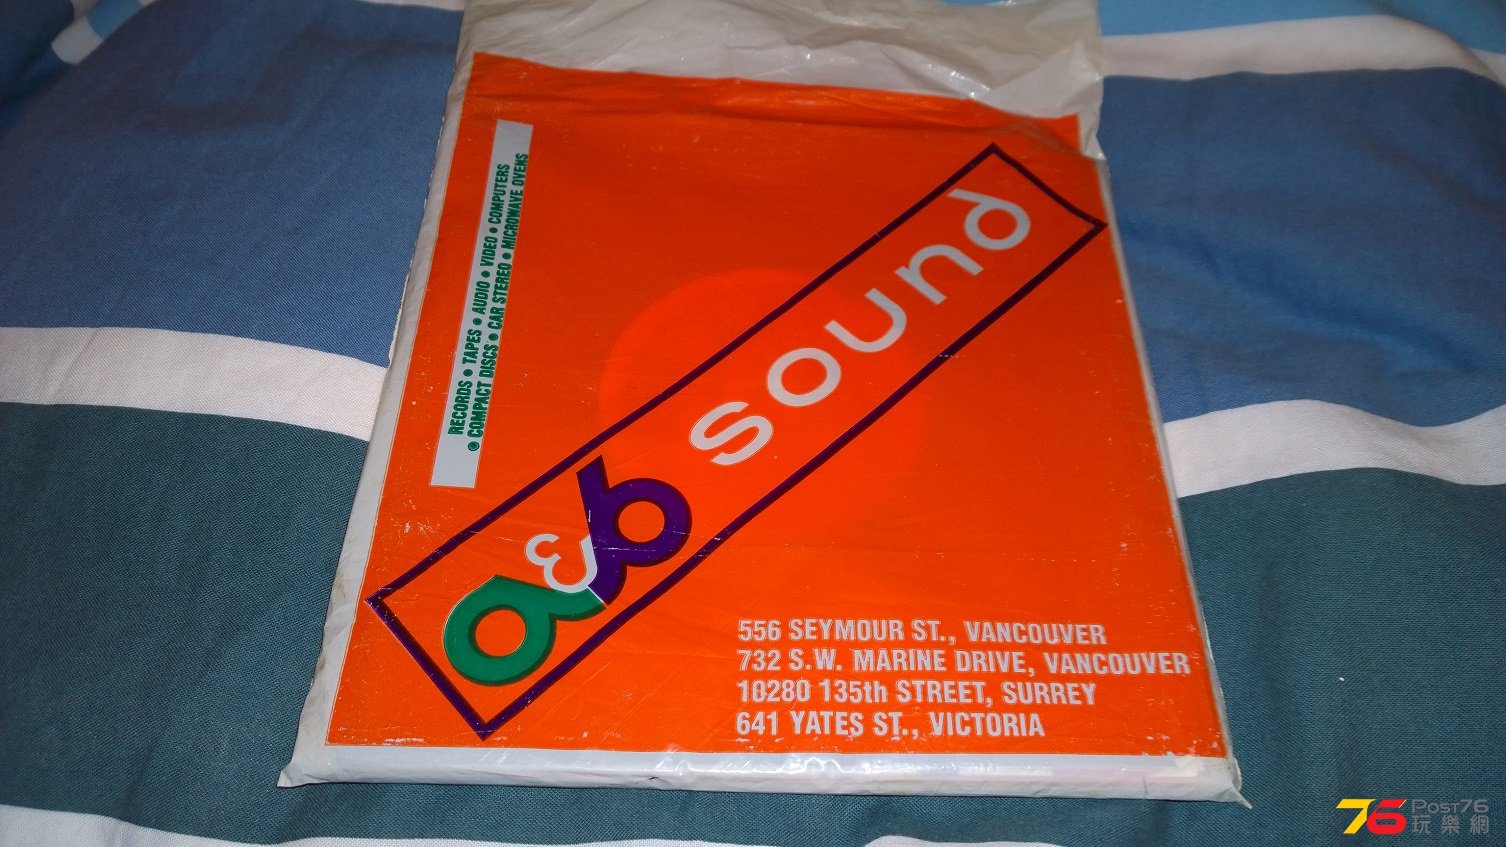 RECORDS • TAPES • AUDIO • VIDEO • COMPUTERS
• COMPACT DISCS • CAR STEREO • MICROWAVE OVENS
a&b sound
556 SEYMOUR ST., VANCOUVER
732 S.W. MARINE DRIVE, VANCOUVER
10280 135th STREET, SURREY
641 YATES ST., VICTORIA
76 POST76
玩樂網